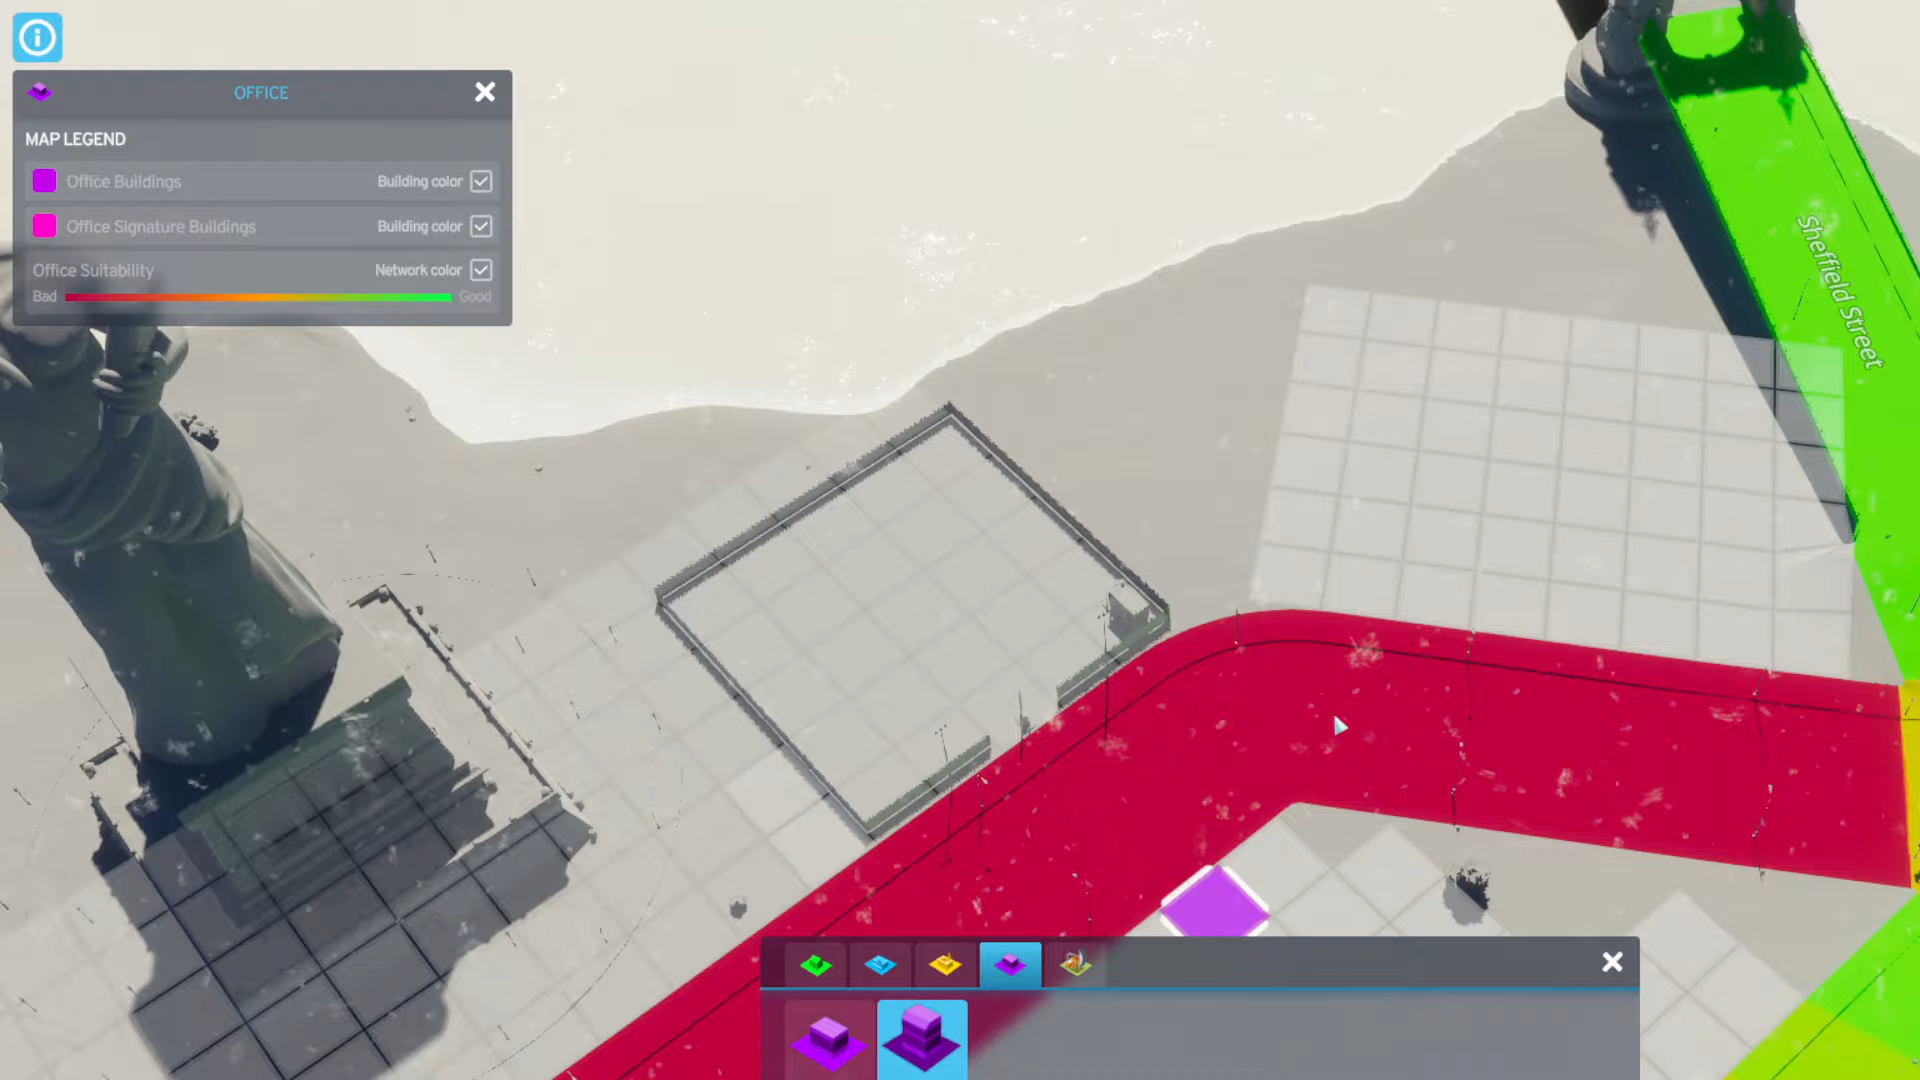 OFFICE
MAP LEGEND
Office Buildings Building color
Office Signature Buildings Building color
Office Suitability Network color
Bad Good
Sheffield Street